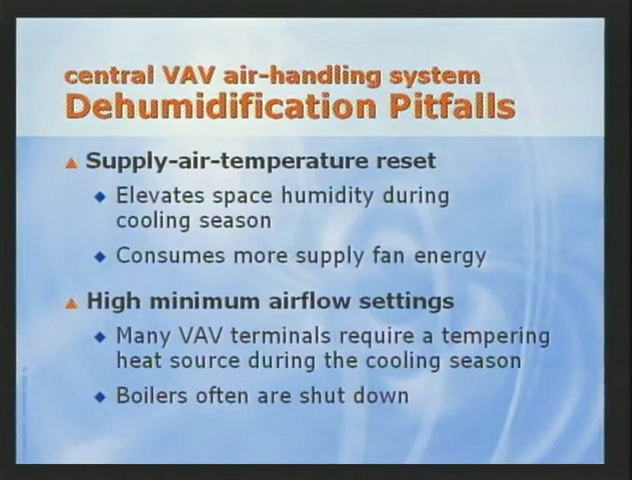 central VAV air-handling system
Dehumidification Pitfalls
Supply-air-temperature reset
Elevates space humidity during
cooling season
Consumes more supply fan energy
High minimum airflow settings
Many VAV terminals require a tempering
heat source during the cooling season
Boilers often are shut down